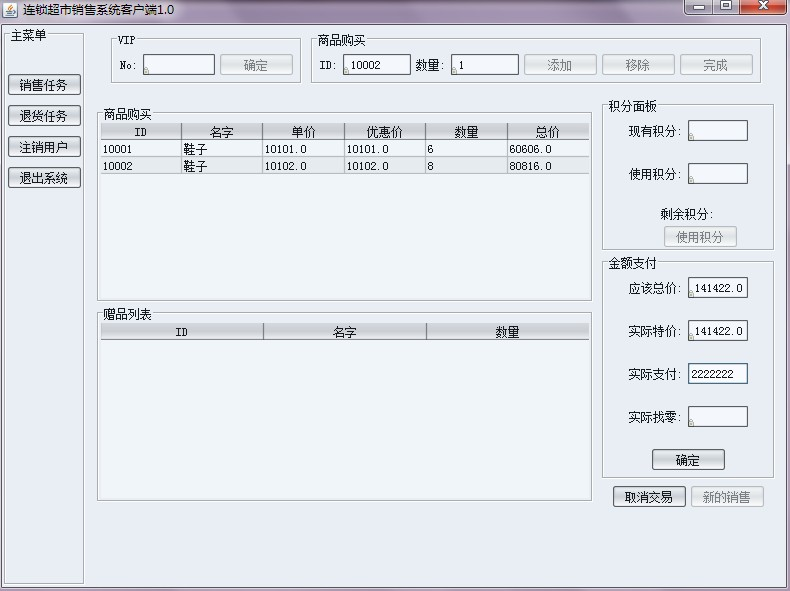 连锁超市销售系统客户端1.0
主菜单
销售任务
退货任务
注销用户
退出系统
VIP
No: 确定
商品购买
ID: 10002 数量: 1 添加 移除 完成
商品购买
ID 名字 单价 优惠价 数量 总价
10001 鞋子 10101.0 10101.0 6 60606.0
10002 鞋子 10102.0 10102.0 8 80816.0
赠品列表
ID 名字 数量
积分面板
现有积分:
使用积分:
剩余积分:
使用积分
金额支付
应该总价: 141422.0
实际特价: 141422.0
实际支付: 2222222
实际找零:
确定
取消交易 新的销售